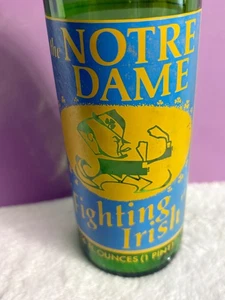 the NOTRE
DAME
Fighting
Irish
OUNCES (1 PINT)